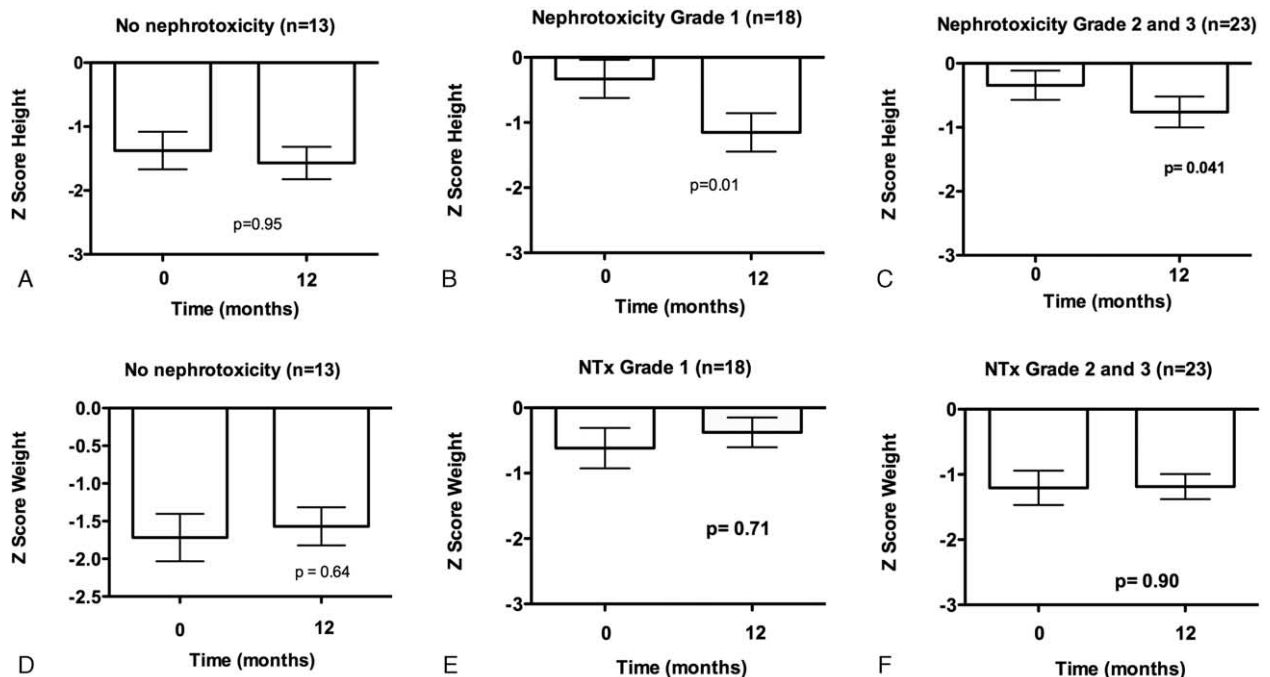 No nephrotoxicity (n=13)
Z Score Height
0
-1
-2
-3
p=0.95
0 12
Time (months)
A
Nephrotoxicity Grade 1 (n=18)
Z Score Height
0
-1
-2
-3
p=0.01
0 12
Time (months)
B
Nephrotoxicity Grade 2 and 3 (n=23)
Z Score Height
0
-1
-2
-3
p= 0.041
0 12
Time (months)
C
No nephrotoxicity (n=13)
Z Score Weight
0.0
-0.5
-1.0
-1.5
-2.0
-2.5
p = 0.64
0 12
Time (months)
D
NTx Grade 1 (n=18)
Z Score Weight
0
-1
-2
-3
p= 0.71
0 12
Time (months)
E
NTx Grade 2 and 3 (n=23)
Z Score Weight
0
-1
-2
-3
p= 0.90
0 12
Time (months)
F